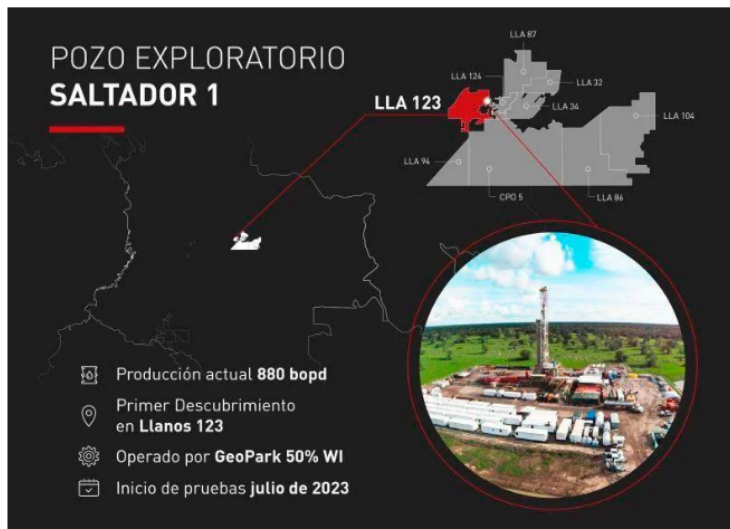 POZO EXPLORATORIO
SALTADOR 1
LLA 87
LLA 124
LLA 32
LLA 123
LLA 34
LLA 104
LLA 94
CPO 5
LLA 86
Producción actual 880 bopd
Primer Descubrimiento
en Llanos 123
Operado por GeoPark 50% WI
Inicio de pruebas julio de 2023